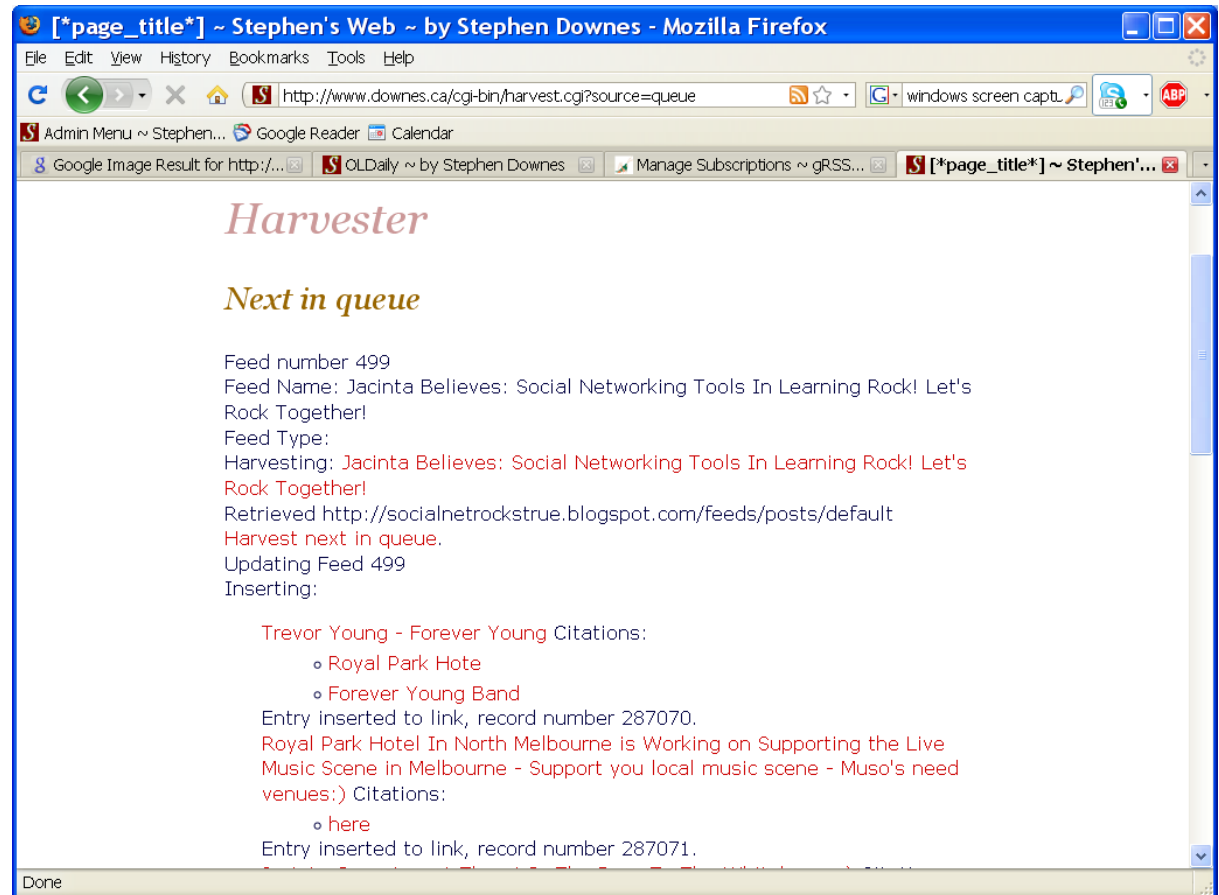 [*page_title*] ~ Stephen's Web ~ by Stephen Downes - Mozilla Firefox
File Edit View History Bookmarks Tools Help
http://www.downes.ca/cgi-bin/harvest.cgi?source=queue
windows screen captu
ABP
Admin Menu ~ Stephen... Google Reader Calendar
Google Image Result for http:/... OLDaily ~ by Stephen Downes Manage Subscriptions ~ gRSS... [*page_title*] ~ Stephen'...
Harvester
Next in queue
Feed number 499
Feed Name: Jacinta Believes: Social Networking Tools In Learning Rock! Let's
Rock Together!
Feed Type:
Harvesting: Jacinta Believes: Social Networking Tools In Learning Rock! Let's
Rock Together!
Retrieved http://socialnetrockstrue.blogspot.com/feeds/posts/default
Harvest next in queue.
Updating Feed 499
Inserting:
Trevor Young - Forever Young Citations:
Royal Park Hote
Forever Young Band
Entry inserted to link, record number 287070.
Royal Park Hotel In North Melbourne is Working on Supporting the Live
Music Scene in Melbourne - Support you local music scene - Muso's need
venues:) Citations:
here
Entry inserted to link, record number 287071.
Done